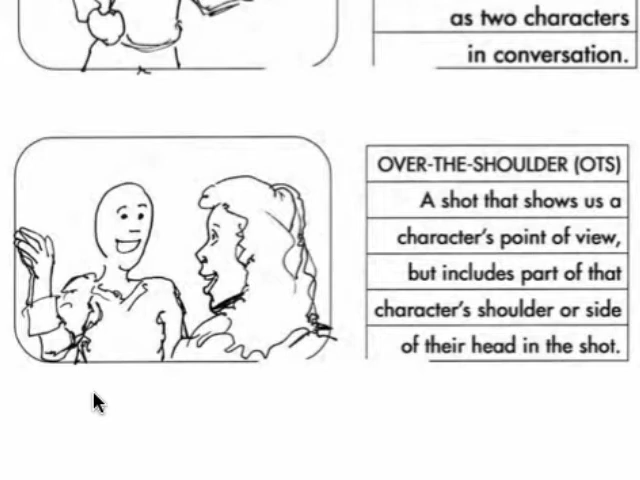 as two characters
in conversation.
OVER-THE-SHOULDER (OTS)
A shot that shows us a
character's point of view,
but includes part of that
character's shoulder or side
of their head in the shot.